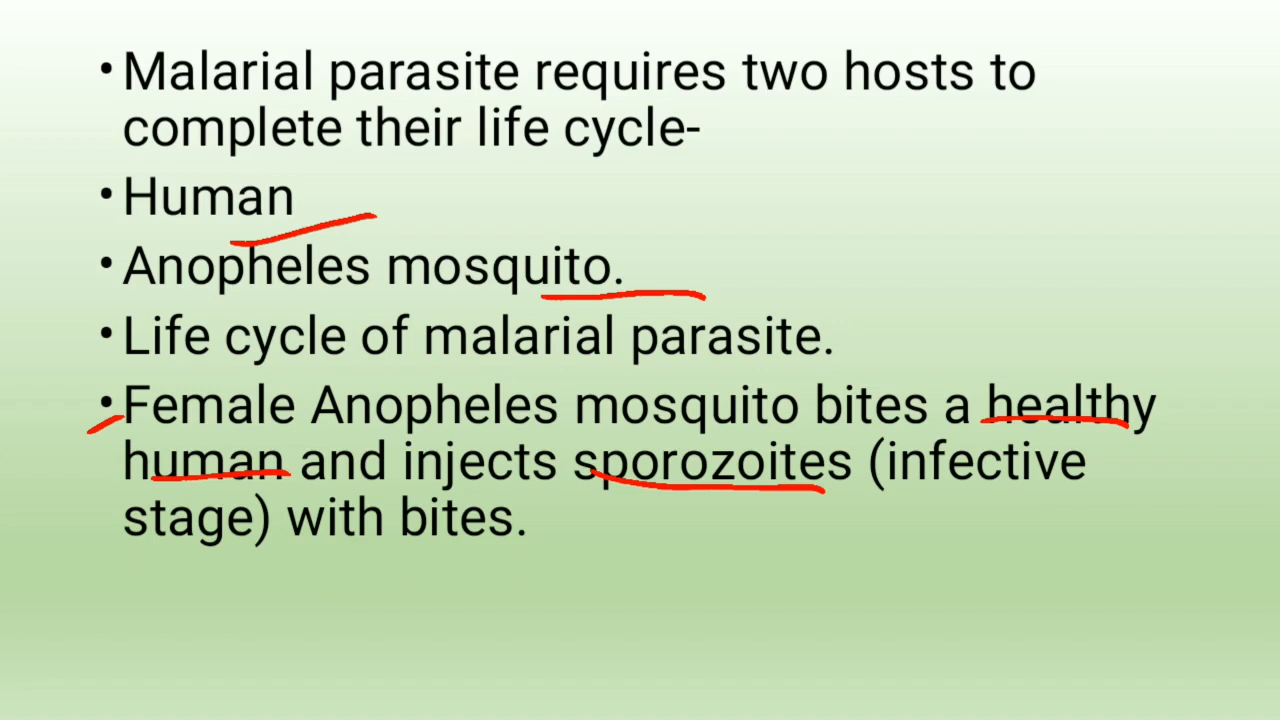 •Malarial parasite requires two hosts to
complete their life cycle-
•Human
•Anopheles mosquito.
•Life cycle of malarial parasite.
•Female Anopheles mosquito bites a healthy
human and injects sporozoites (infective
stage) with bites.